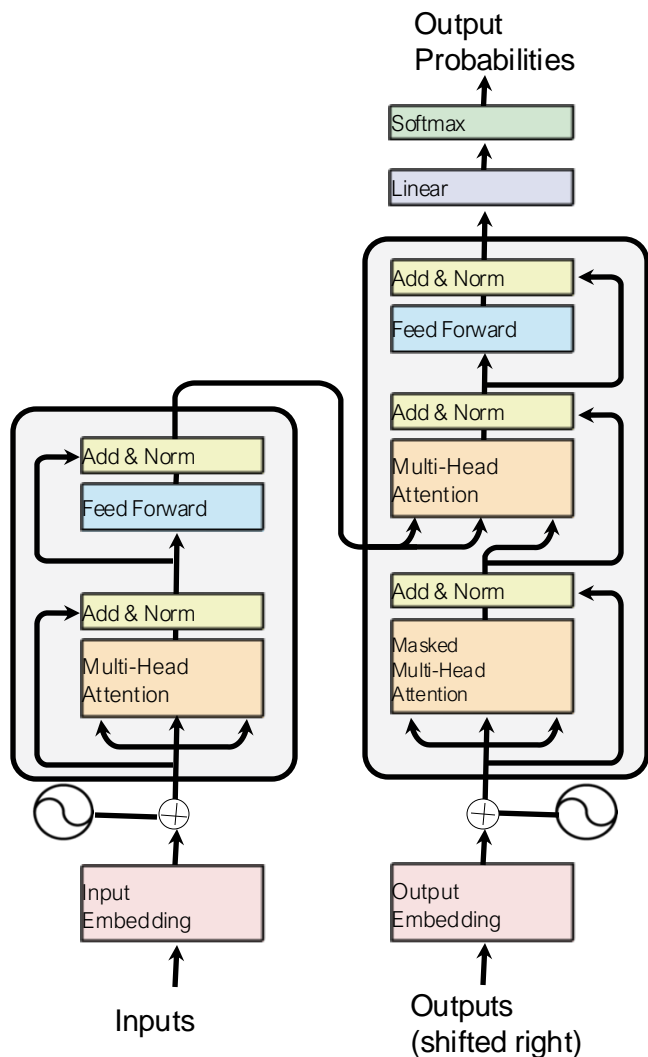 Output
Probabilities
Softmax
Linear
Add & Norm
Feed Forward
Add & Norm
Multi-Head
Attention
Add & Norm
Masked
Multi-Head
Attention
Output
Embedding
Outputs
(shifted right)
Add & Norm
Feed Forward
Add & Norm
Multi-Head
Attention
Input
Embedding
Inputs